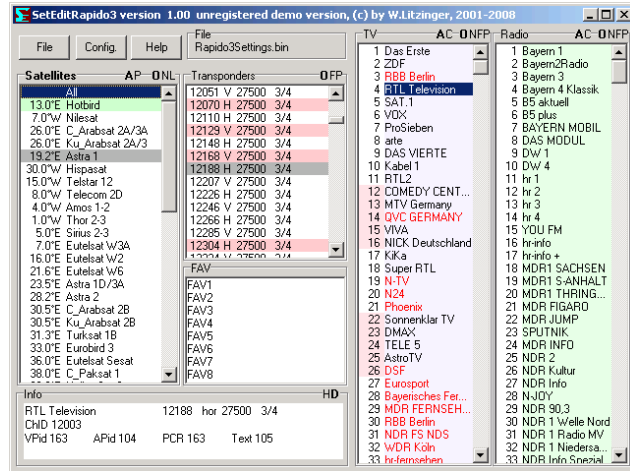 SetEditRapido3 version 1.00 unregistered demo version, (c) by W.Litzinger, 2001-2008
File
Config.
Help
File
Rapido3Settings.bin
Satellites AP-ONL
All
13.0°E Hotbird
7.0°W Nilesat
26.0°E C_Arabsat 2A/3A
26.0°E Ku_Arabsat 2A/3
19.2°E Astra 1
30.0°W Hispasat
15.0°W Telstar 12
8.0°W Telecom 2D
4.0°W Amos 1-2
1.0°W Thor 2-3
5.0°E Sirius 2-3
7.0°E Eutelsat W3A
16.0°E Eutelsat W2
21.6°E Eutelsat W6
23.5°E Astra 1D/3A
28.2°E Astra 2
30.5°E C_Arabsat 2B
30.5°E Ku_Arabsat 2B
31.3°E Turksat 1B
33.0°E Eurobird 3
36.0°E Eutelsat Sesat
38.0°E C_Paksat 1
Transponders OFP
12051 V 27500 3/4
12070 H 27500 3/4
12110 H 27500 3/4
12129 V 27500 3/4
12148 H 27500 3/4
12168 V 27500 3/4
12188 H 27500 3/4
12207 V 27500 3/4
12226 H 27500 3/4
12246 V 27500 3/4
12266 H 27500 3/4
12285 V 27500 3/4
12304 H 27500 3/4
12324 V 27500 3/4
FAV
FAV1
FAV2
FAV3
FAV4
FAV5
FAV6
FAV7
FAV8
Info HD
RTL Television 12188 hor 27500 3/4
ChID 12003
VPid 163 APid 104 PCR 163 Text 105
TV AC-ONFP
1 Das Erste
2 ZDF
3 RBB Berlin
4 RTL Television
5 SAT.1
6 VOX
7 ProSieben
8 arte
9 DAS VIERTE
10 Kabel 1
11 RTL2
12 COMEDY CENT...
13 MTV Germany
14 QVC GERMANY
15 VIVA
16 NICK Deutschland
17 KiKa
18 Super RTL
19 N-TV
20 N24
21 Phoenix
22 Sonnenklar TV
23 DMAX
24 TELE 5
25 AstroTV
26 DSF
27 Eurosport
28 Bayerisches Fer...
29 MDR FERNSEH...
30 RBB Berlin
31 NDR FS NDS
32 WDR Köln
33 hr-fernsehen
Radio AC-ONFP
1 Bayern 1
2 Bayern2Radio
3 Bayern 3
4 Bayern 4 Klassik
5 B5 aktuell
6 B5 plus
7 BAYERN MOBIL
8 DAS MODUL
9 DW 1
10 DW 4
11 hr 1
12 hr 2
13 hr 3
14 hr 4
15 YOU FM
16 hr-info
17 hr-info +
18 MDR1 SACHSEN
19 MDR1 S-ANHALT
20 MDR1 THRING...
21 MDR FIGARO
22 MDR JUMP
23 SPUTNIK
24 MDR INFO
25 NDR 2
26 NDR Kultur
27 NDR Info
28 N-JOY
29 NDR 90,3
30 NDR 1 Welle Nord
31 NDR 1 Radio MV
32 NDR 1 Niedersa...
33 NDR Info Spezial